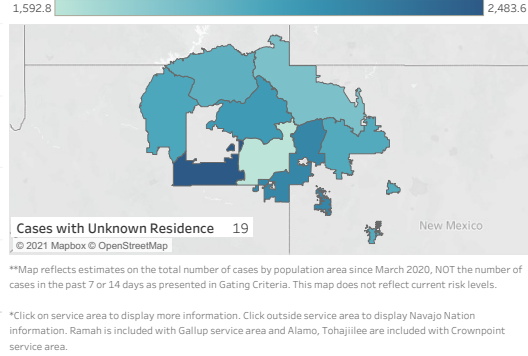 1,592.8 2,483.6
Cases with Unknown Residence 19
New Mexico
© 2021 Mapbox © OpenStreetMap
**Map reflects estimates on the total number of cases by population area since March 2020, NOT the number of
cases in the past 7 or 14 days as presented in Gating Criteria. This map does not reflect current risk levels.
*Click on service area to display more information. Click outside service area to display Navajo Nation
information. Ramah is included with Gallup service area and Alamo, Tohajiilee are included with Crownpoint
service area.